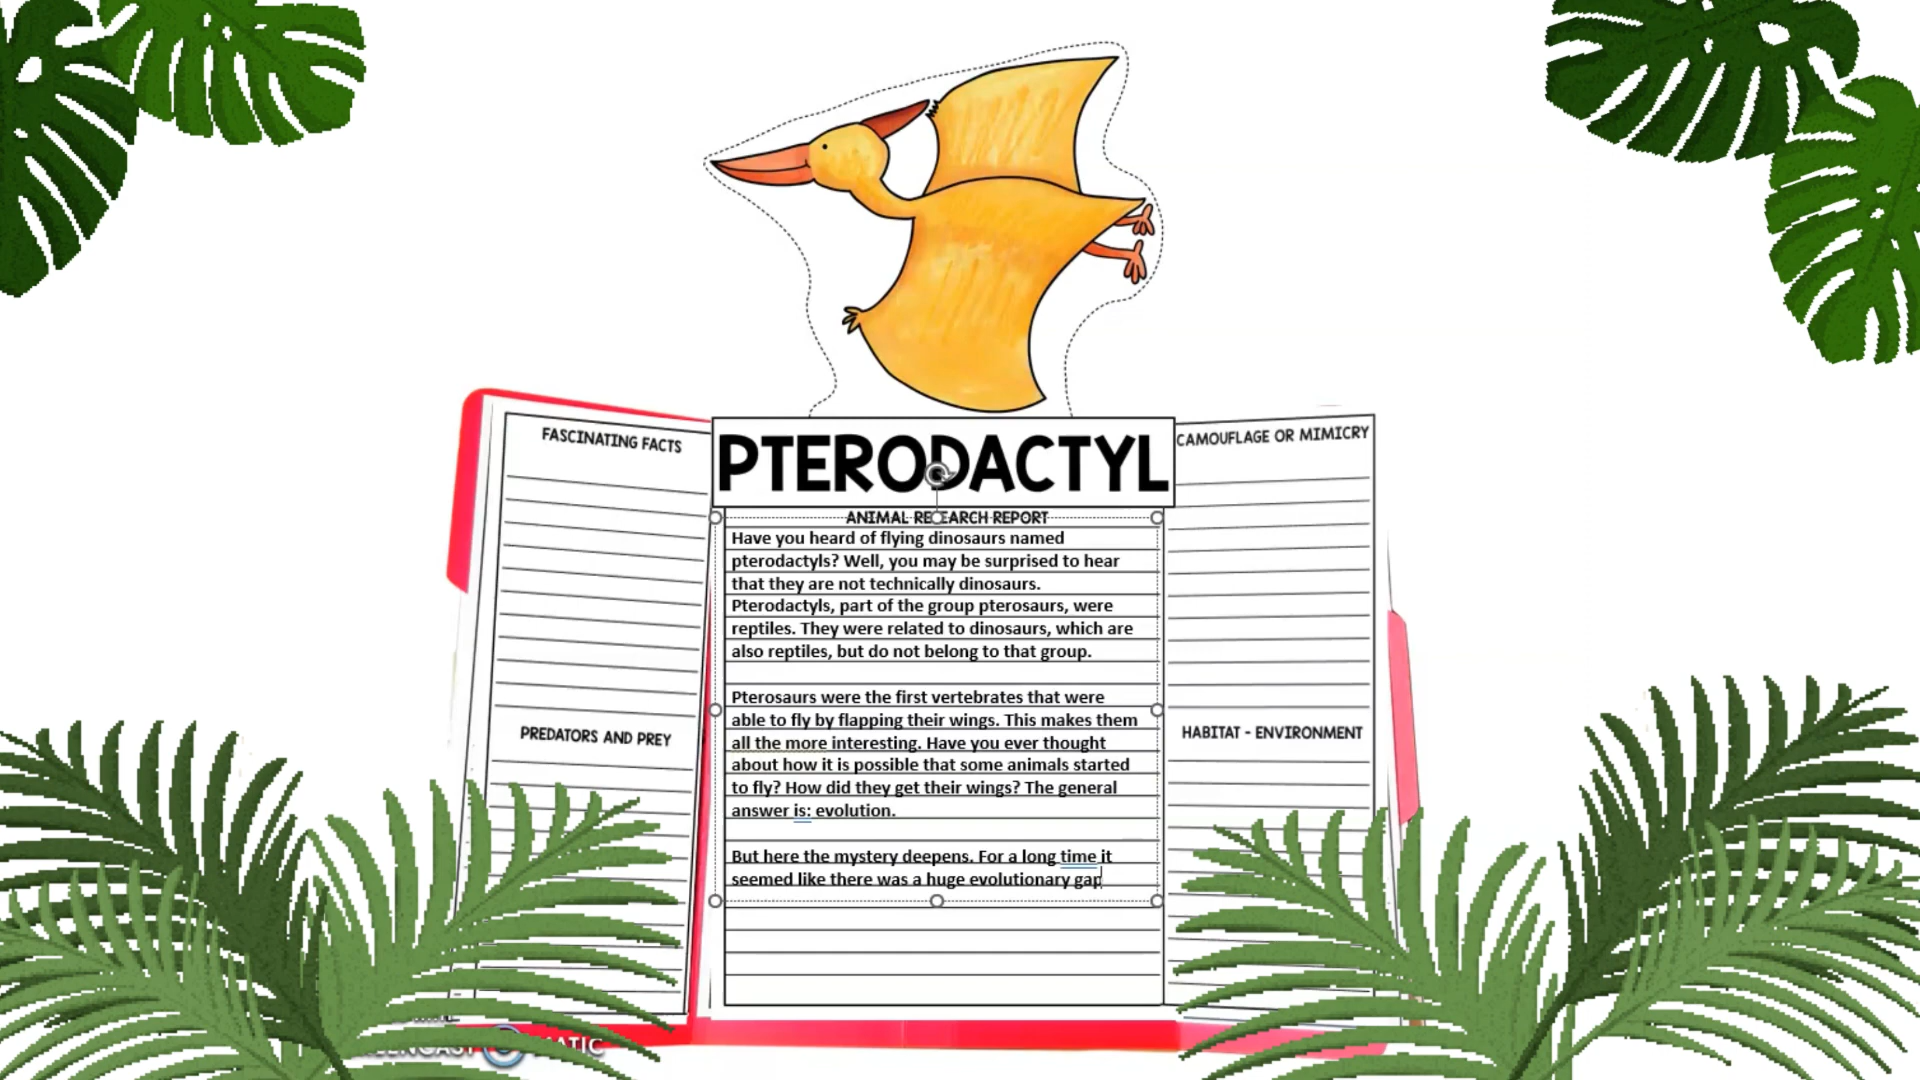 FASCINATING FACTS
PREDATORS AND PREY
PTERODACTYL
ANIMAL RESEARCH REPORT
Have you heard of flying dinosaurs named
pterodactyls? Well, you may be surprised to hear
that they are not technically dinosaurs.
Pterodactyls, part of the group pterosaurs, were
reptiles. They were related to dinosaurs, which are
also reptiles, but do not belong to that group.
Pterosaurs were the first vertebrates that were
able to fly by flapping their wings. This makes them
all the more interesting. Have you ever thought
about how it is possible that some animals started
to fly? How did they get their wings? The general
answer is: evolution.
But here the mystery deepens. For a long time it
seemed like there was a huge evolutionary gap
CAMOUFLAGE OR MIMICRY
HABITAT - ENVIRONMENT